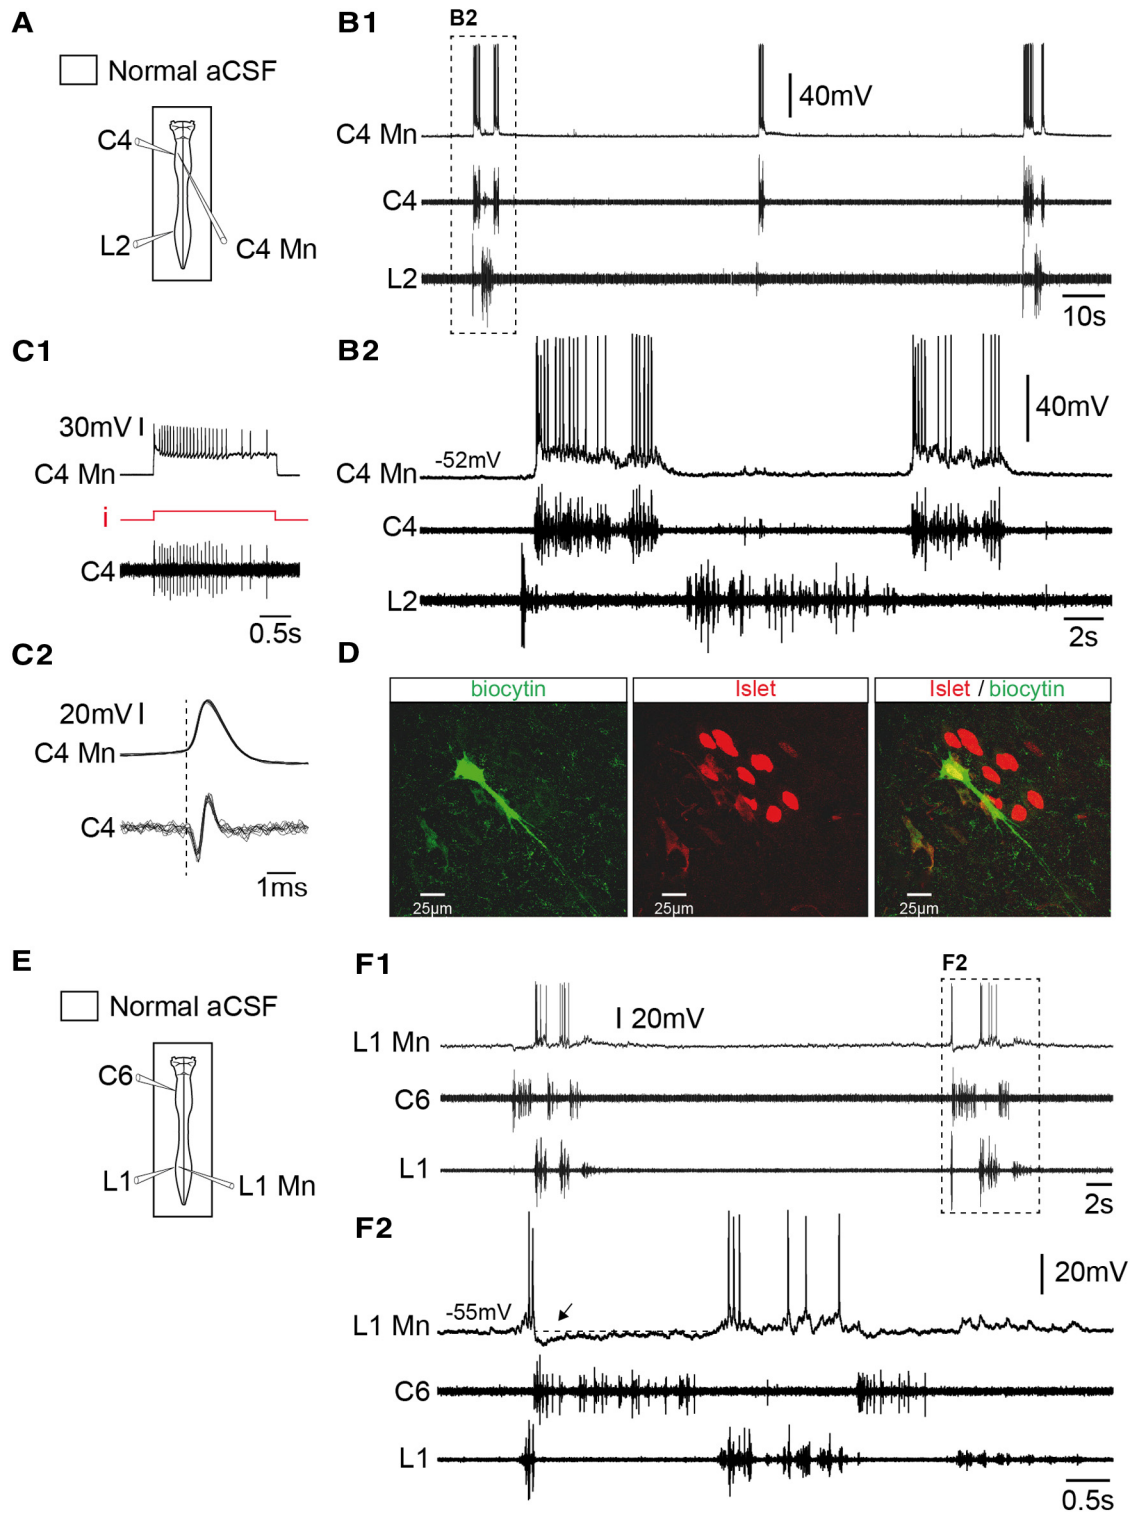 A
Normal aCSF
C4
L2
C4 Mn
B1
B2
40mV
C4 Mn
C4
L2
10s
C1
30mV
C4 Mn
i
C4
0.5s
B2
40mV
-52mV
C4 Mn
C4
L2
2s
C2
20mV
C4 Mn
C4
1ms
D
biocytin
Islet
Islet / biocytin
25µm
25µm
25µm
E
Normal aCSF
C6
L1
L1 Mn
F1
F2
20mV
L1 Mn
C6
L1
2s
F2
20mV
-55mV
L1 Mn
C6
L1
0.5s